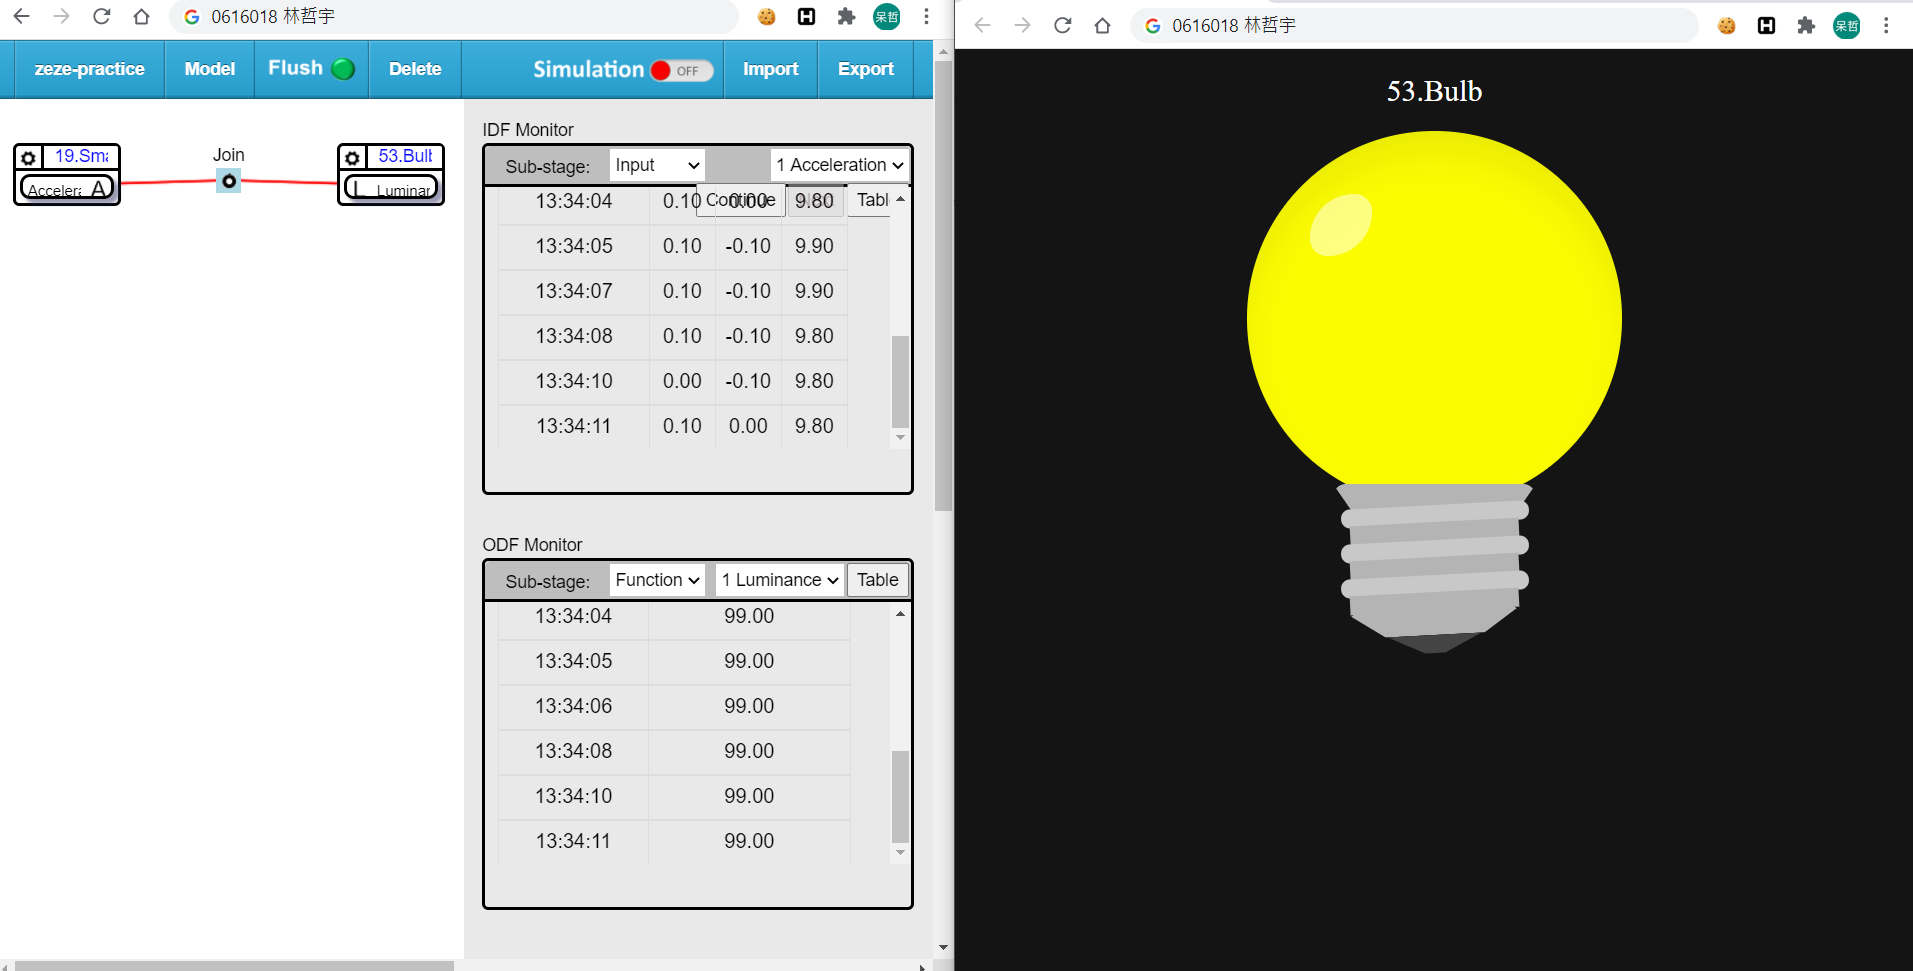 0616018 林哲宇
呆哲
zeze-practice Model Flush Delete Simulation OFF Import Export
19.Sma
Acceler A
Join
53.Bulb
L Luminar
IDF Monitor
Sub-stage: Input 1 Acceleration
Continue Tabl
13:34:04 0.10 0.00 9.80
13:34:05 0.10 -0.10 9.90
13:34:07 0.10 -0.10 9.90
13:34:08 0.10 -0.10 9.80
13:34:10 0.00 -0.10 9.80
13:34:11 0.10 0.00 9.80
ODF Monitor
Sub-stage: Function 1 Luminance Table
13:34:04 99.00
13:34:05 99.00
13:34:06 99.00
13:34:08 99.00
13:34:10 99.00
13:34:11 99.00
0616018 林哲宇
呆哲
53.Bulb